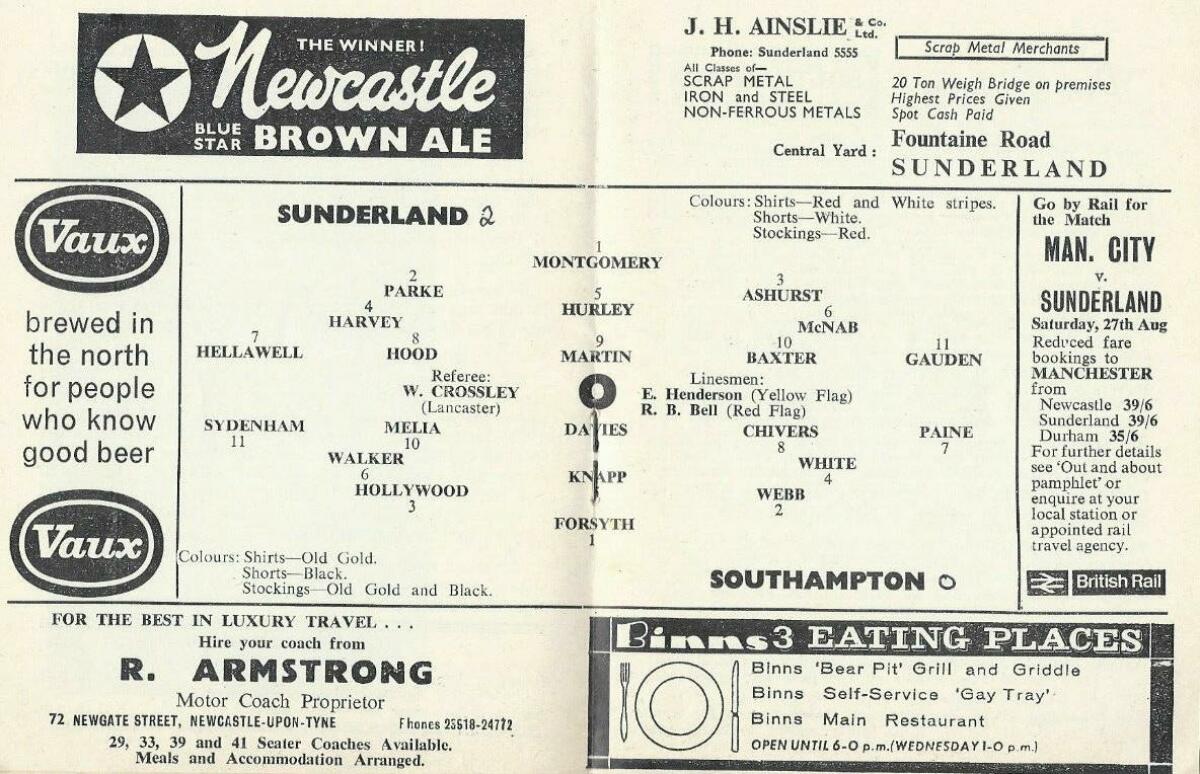 THE WINNER!
Newcastle
BLUE STAR BROWN ALE
J. H. AINSLIE & Co. Ltd.
Phone: Sunderland 5555
All Classes of—
SCRAP METAL
IRON and STEEL
NON-FERROUS METALS
Scrap Metal Merchants
20 Ton Weigh Bridge on premises
Highest Prices Given
Spot Cash Paid
Central Yard : Fountaine Road
SUNDERLAND
Vaux
brewed in
the north
for people
who know
good beer
Vaux
SUNDERLAND 2
Colours: Shirts—Red and White stripes.
Shorts—White.
Stockings—Red.
1
MONTGOMERY
2 3
PARKE ASHURST
5
HURLEY
4 6
HARVEY McNAB
7 8 9 10 11
HELLAWELL HOOD MARTIN BAXTER GAUDEN
Referee:
W. CROSSLEY
(Lancaster)
Linesmen:
E. Henderson (Yellow Flag)
R. B. Bell (Red Flag)
SYDENHAM MELIA DAVIES CHIVERS PAINE
11 10 8 7
WALKER KNAPP WHITE
6 4
HOLLYWOOD WEBB
3 2
FORSYTH
1
Colours: Shirts—Old Gold.
Shorts—Black.
Stockings—Old Gold and Black.
SOUTHAMPTON 0
Go by Rail for
the Match
MAN. CITY
v.
SUNDERLAND
Saturday, 27th Aug
Reduced fare
bookings to
MANCHESTER
from
Newcastle 39/6
Sunderland 39/6
Durham 35/6
For further details
see 'Out and about
pamphlet' or
enquire at your
local station or
appointed rail
travel agency.
British Rail
FOR THE BEST IN LUXURY TRAVEL . . .
Hire your coach from
R. ARMSTRONG
Motor Coach Proprietor
72 NEWGATE STREET, NEWCASTLE-UPON-TYNE Phones 23518-24772
29, 33, 39 and 41 Seater Coaches Available.
Meals and Accommodation Arranged.
Binns 3 EATING PLACES
Binns 'Bear Pit' Grill and Griddle
Binns Self-Service 'Gay Tray'
Binns Main Restaurant
OPEN UNTIL 6-0 p.m. (WEDNESDAY 1-0 p.m.)